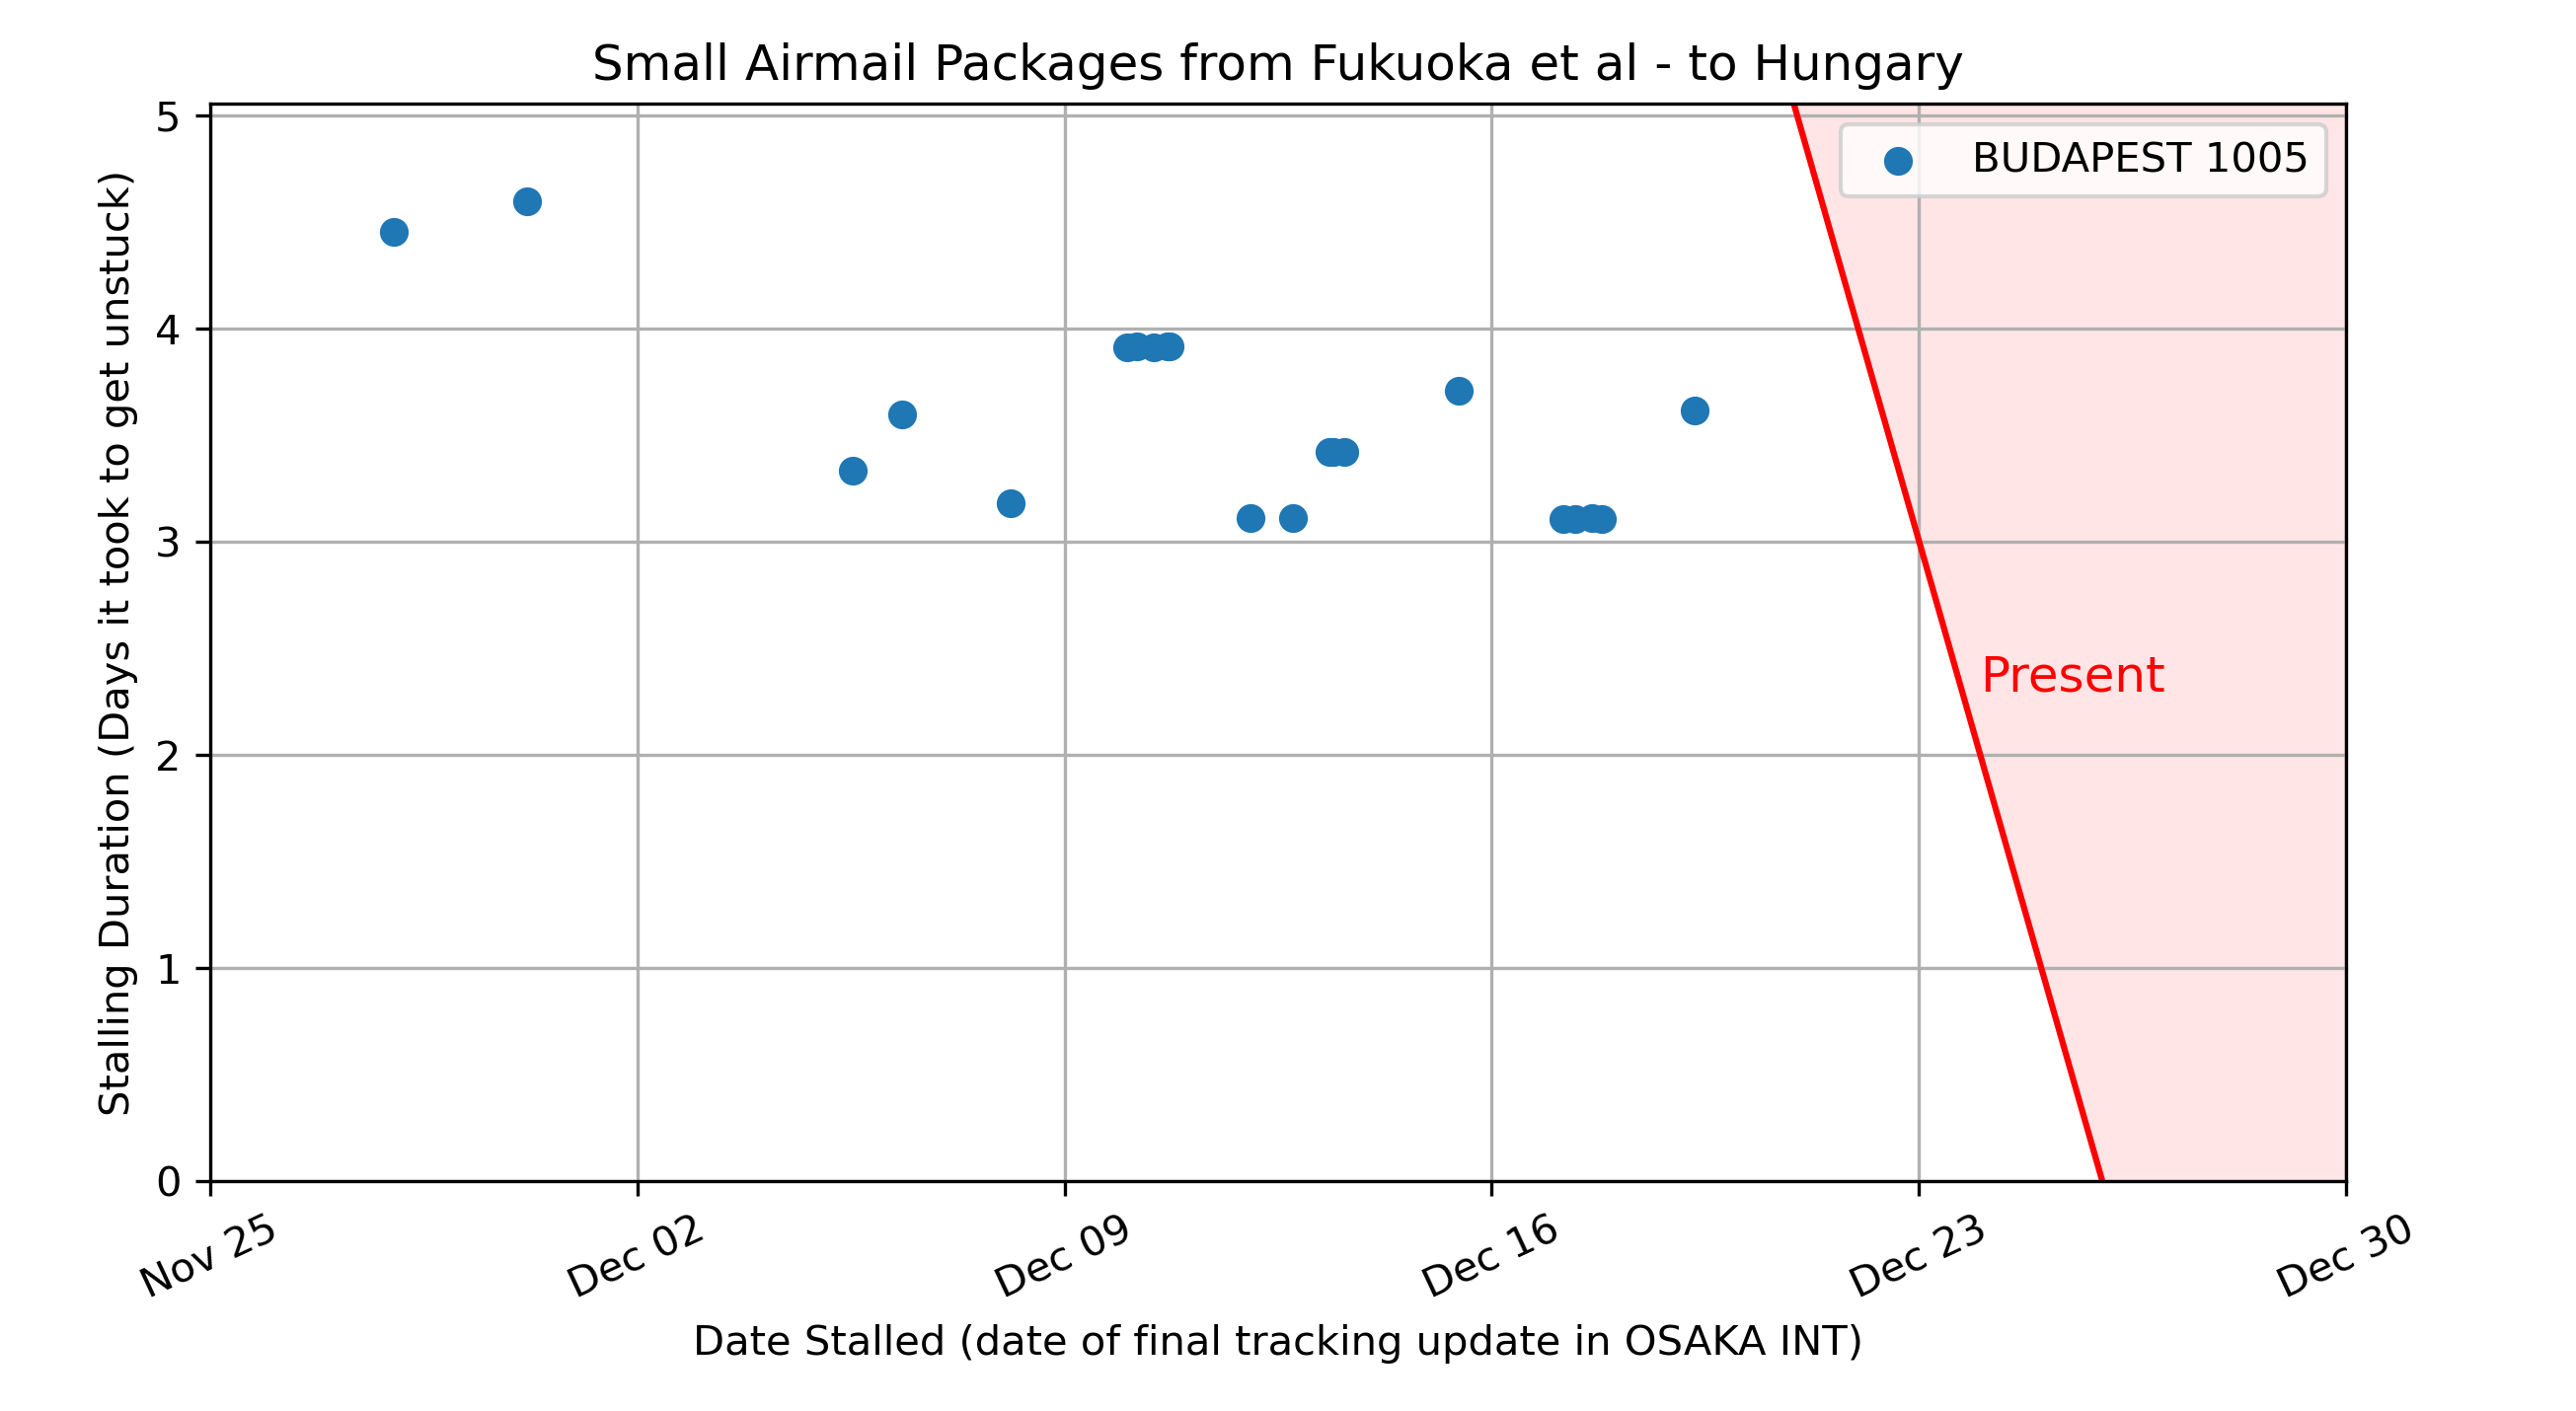 Small Airmail Packages from Fukuoka et al - to Hungary
Stalling Duration (Days it took to get unstuck)
5
4
3
2
1
0
BUDAPEST 1005
Present
Nov 25
Dec 02
Dec 09
Dec 16
Dec 23
Dec 30
Date Stalled (date of final tracking update in OSAKA INT)